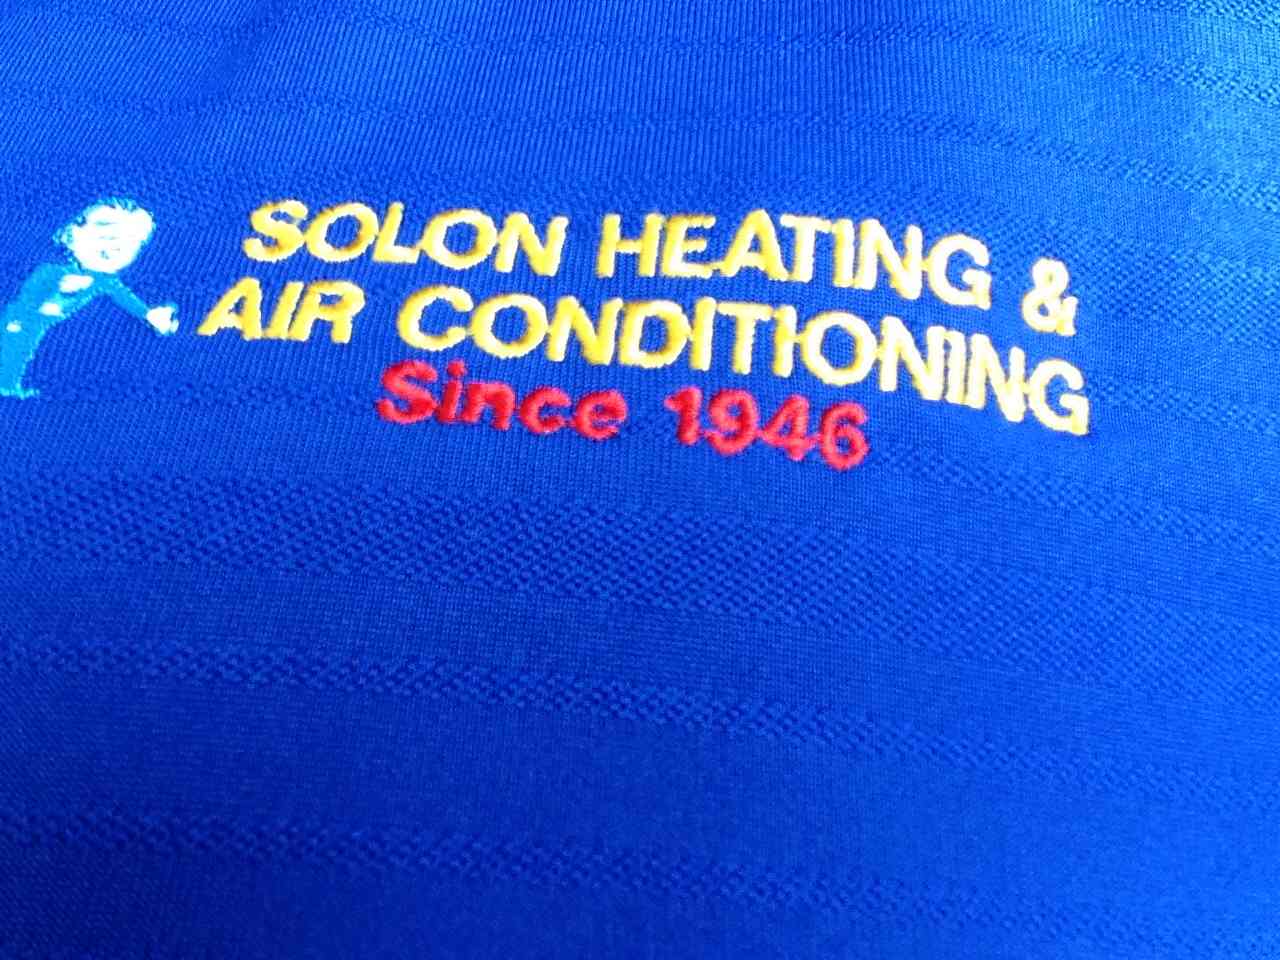 SOLON HEATING &
AIR CONDITIONING
Since 1946